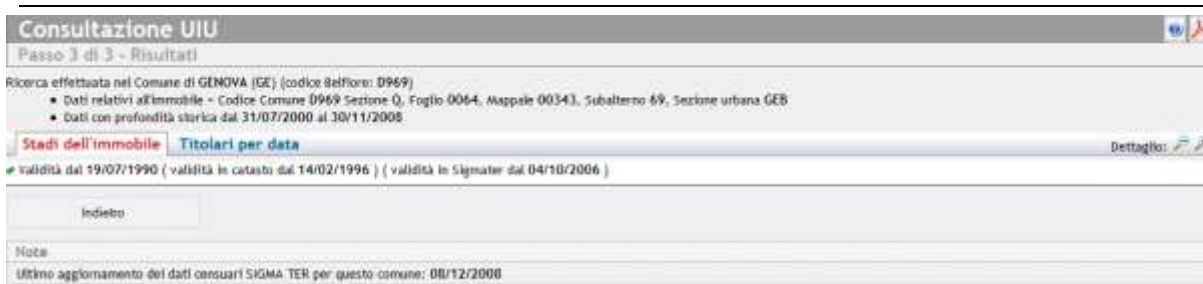 Consultazione UIU
Passo 3 di 3 - Risultati
Ricerca effettuata nel Comune di GENOVA (GE) (codice Belfiore: D969)
• Dati relativi all'immobile - Codice Comune D969 Sezione Q, Foglio 0064, Mappale 00343, Subalterno 69, Sezione urbana GEB
• Dati con profondità storica dal 31/07/2000 al 30/11/2008
Stadi dell'immobile Titolari per data Dettaglio:
validità dal 19/07/1990 ( validità in catasto dal 14/02/1996 ) ( validità in Sigmater dal 04/10/2006 )
Indietro
Note
Ultimo aggiornamento dei dati censuari SIGMA TER per questo comune: 08/12/2008